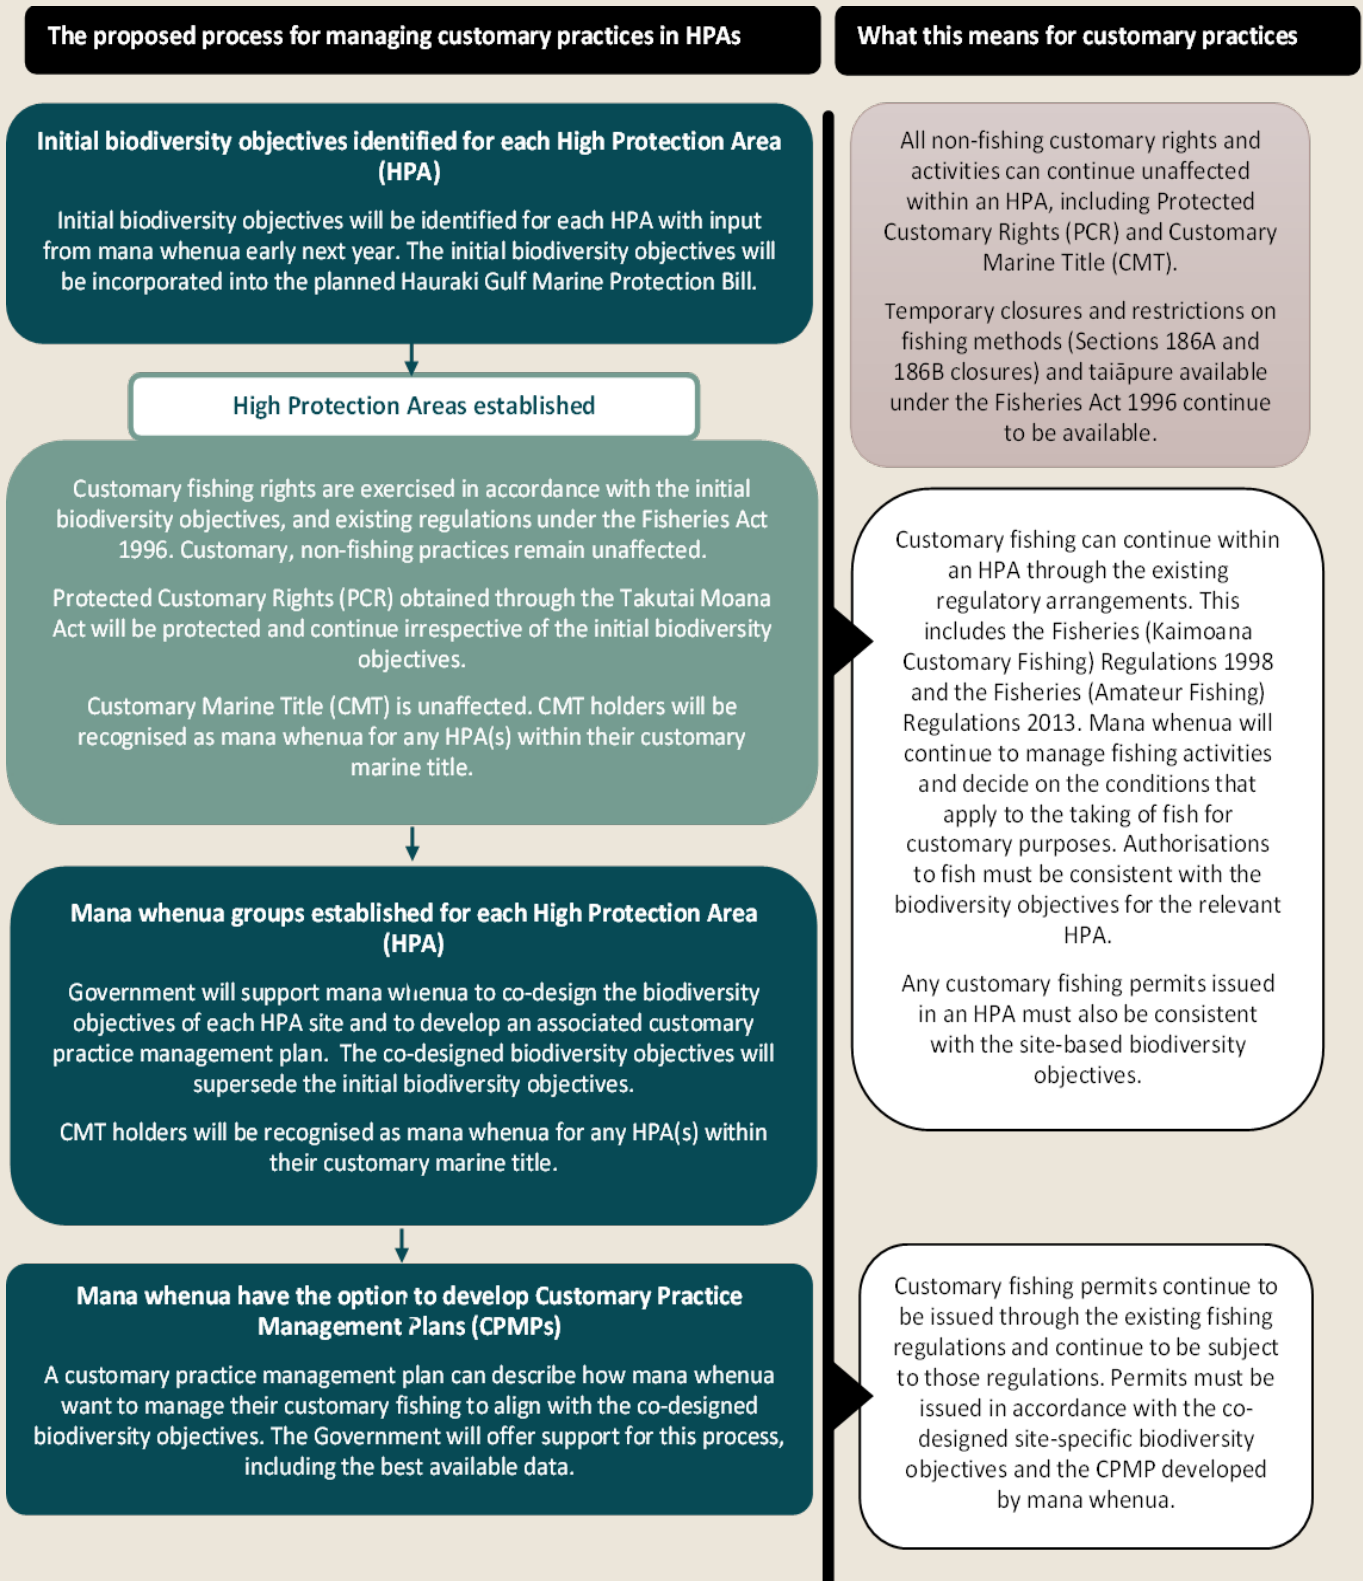 The proposed process for managing customary practices in HPAs
Initial biodiversity objectives identified for each High Protection Area
(HPA)
Initial biodiversity objectives will be identified for each HPA with input
from mana whenua early next year. The initial biodiversity objectives will
be incorporated into the planned Hauraki Gulf Marine Protection Bill.
High Protection Areas established
Customary fishing rights are exercised in accordance with the initial
biodiversity objectives, and existing regulations under the Fisheries Act
1996. Customary, non-fishing practices remain unaffected.
Protected Customary Rights (PCR) obtained through the Takutai Moana
Act will be protected and continue irrespective of the initial biodiversity
objectives.
Customary Marine Title (CMT) is unaffected. CMT holders will be
recognised as mana whenua for any HPA(s) within their customary
marine title.
Mana whenua groups established for each High Protection Area
(HPA)
Government will support mana whenua to co-design the biodiversity
objectives of each HPA site and to develop an associated customary
practice management plan. The co-designed biodiversity objectives will
supersede the initial biodiversity objectives.
CMT holders will be recognised as mana whenua for any HPA(s) within
their customary marine title.
Mana whenua have the option to develop Customary Practice
Management Plans (CPMPs)
A customary practice management plan can describe how mana whenua
want to manage their customary fishing to align with the co-designed
biodiversity objectives. The Government will offer support for this process,
including the best available data.
What this means for customary practices
All non-fishing customary rights and
activities can continue unaffected
within an HPA, including Protected
Customary Rights (PCR) and Customary
Marine Title (CMT).
Temporary closures and restrictions on
fishing methods (Sections 186A and
186B closures) and taiāpure available
under the Fisheries Act 1996 continue
to be available.
Customary fishing can continue within
an HPA through the existing
regulatory arrangements. This
includes the Fisheries (Kaimoana
Customary Fishing) Regulations 1998
and the Fisheries (Amateur Fishing)
Regulations 2013. Mana whenua will
continue to manage fishing activities
and decide on the conditions that
apply to the taking of fish for
customary purposes. Authorisations
to fish must be consistent with the
biodiversity objectives for the relevant
HPA.
Any customary fishing permits issued
in an HPA must also be consistent
with the site-based biodiversity
objectives.
Customary fishing permits continue to
be issued through the existing fishing
regulations and continue to be subject
to those regulations. Permits must be
issued in accordance with the co-
designed site-specific biodiversity
objectives and the CPMP developed
by mana whenua.